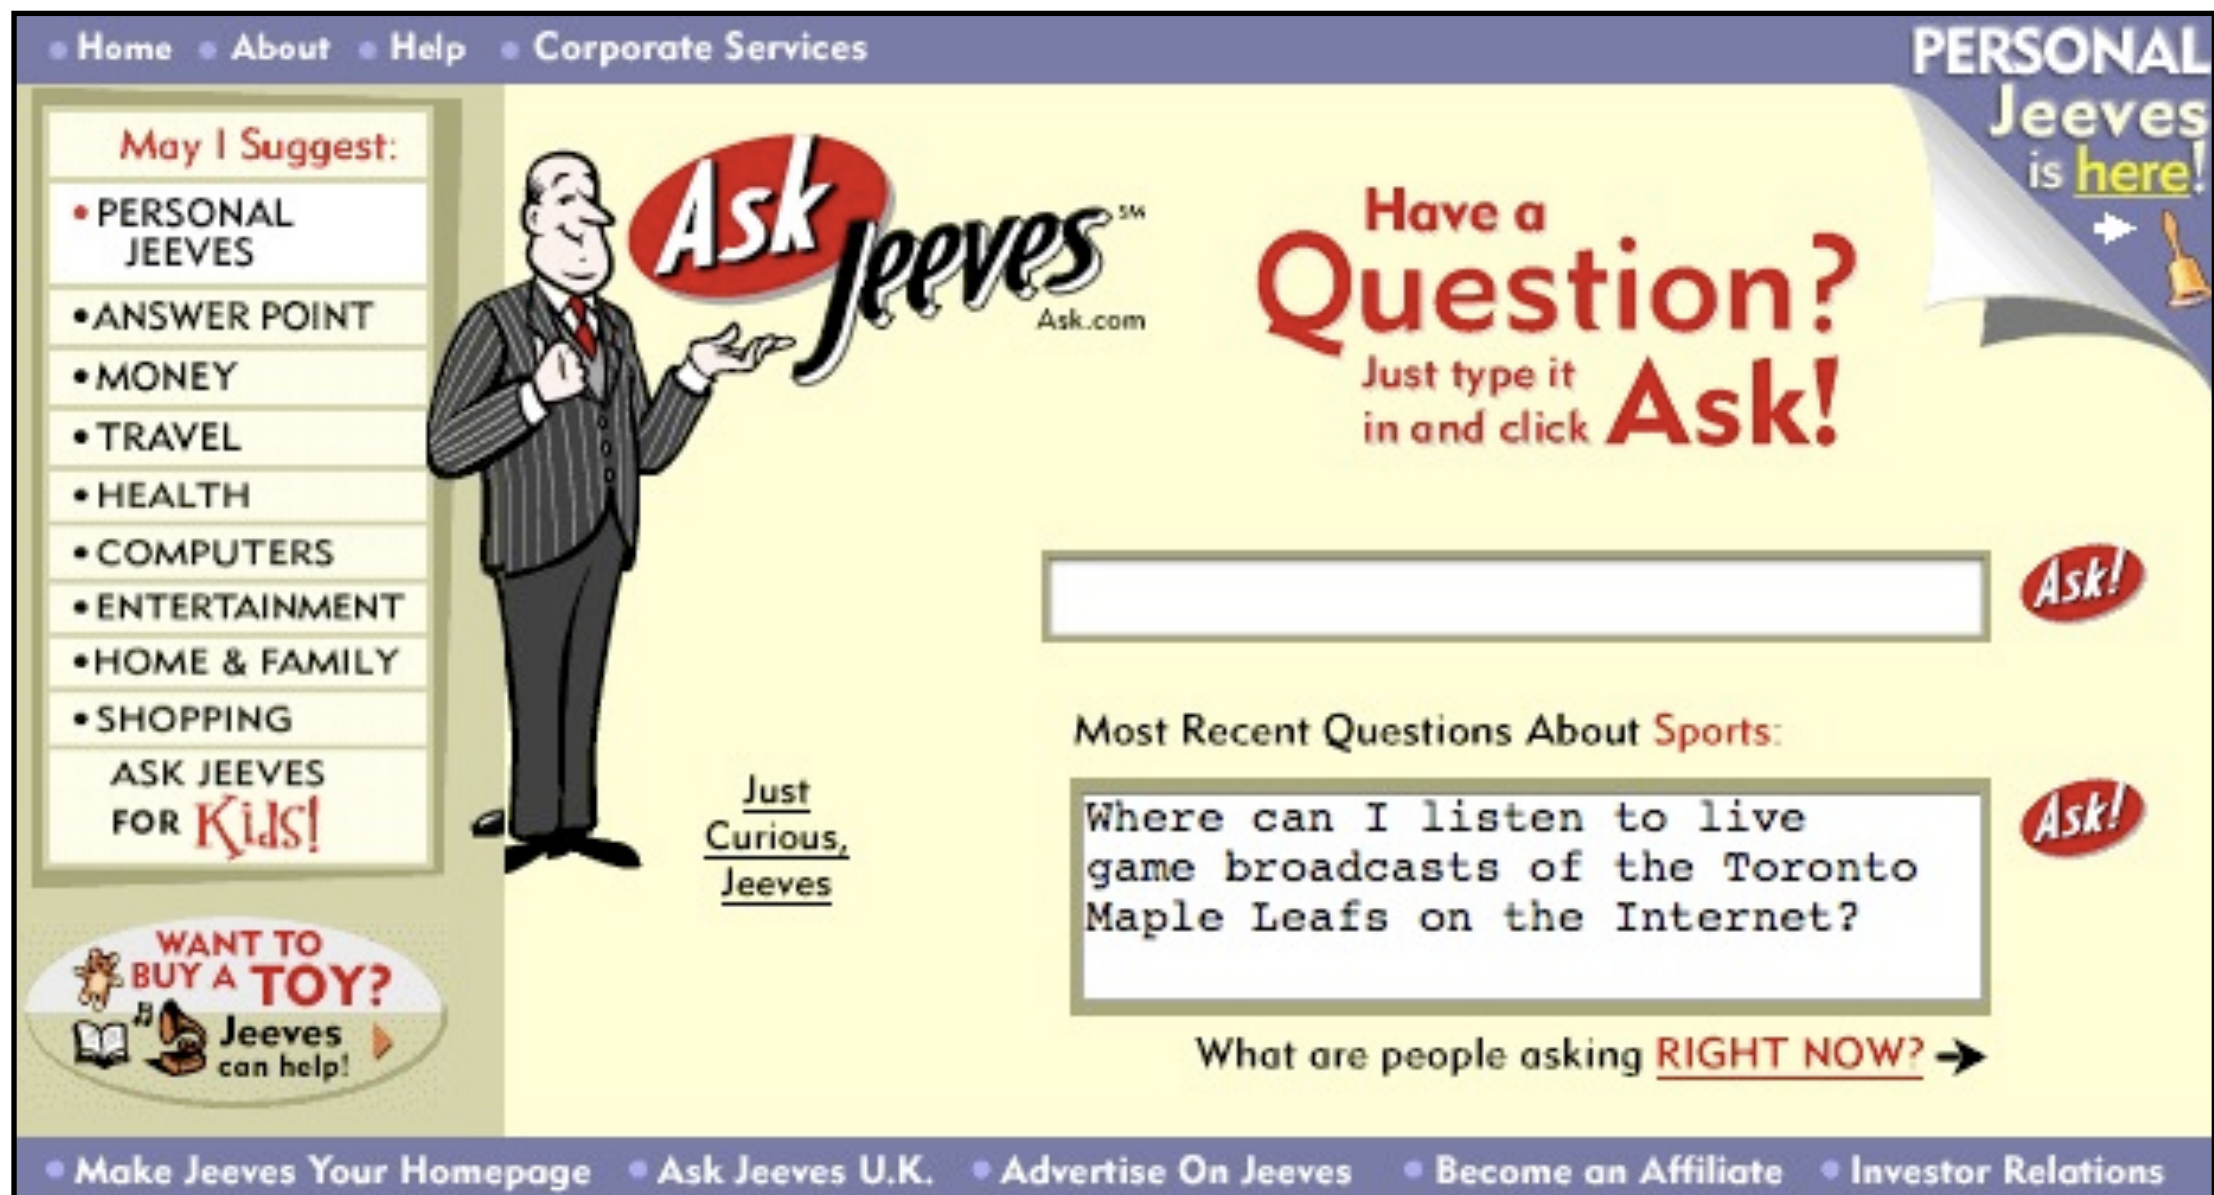 Home About Help Corporate Services
PERSONAL
Jeeves
is here!
May I Suggest:
PERSONAL
JEEVES
ANSWER POINT
MONEY
TRAVEL
HEALTH
COMPUTERS
ENTERTAINMENT
HOME & FAMILY
SHOPPING
ASK JEEVES
FOR Kids!
WANT TO
BUY A TOY?
Jeeves
can help!
Ask
Jeeves SM
Ask.com
Have a
Question?
Just type it
in and click Ask!
Ask!
Just
Curious,
Jeeves
Most Recent Questions About Sports:
Where can I listen to live
game broadcasts of the Toronto
Maple Leafs on the Internet?
Ask!
What are people asking RIGHT NOW?
Make Jeeves Your Homepage Ask Jeeves U.K. Advertise On Jeeves Become an Affiliate Investor Relations